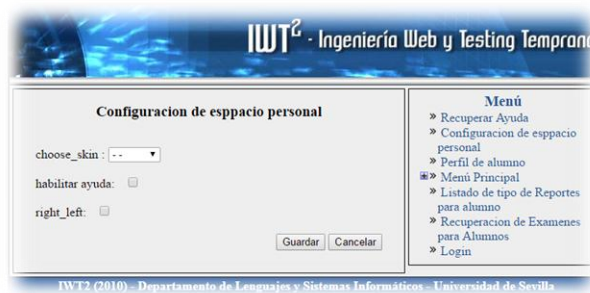 IWT² - Ingeniería Web y Testing Temprano
Configuracion de esppacio personal
choose_skin : - -
habilitar ayuda:
right_left:
Guardar Cancelar
Menú
» Recuperar Ayuda
» Configuracion de esppacio
personal
» Perfil de alumno
» Menú Principal
» Listado de tipo de Reportes
para alumno
» Recuperacion de Examenes
para Alumnos
» Login
IWT2 (2010) - Departamento de Lenguajes y Sistemas Informáticos - Universidad de Sevilla